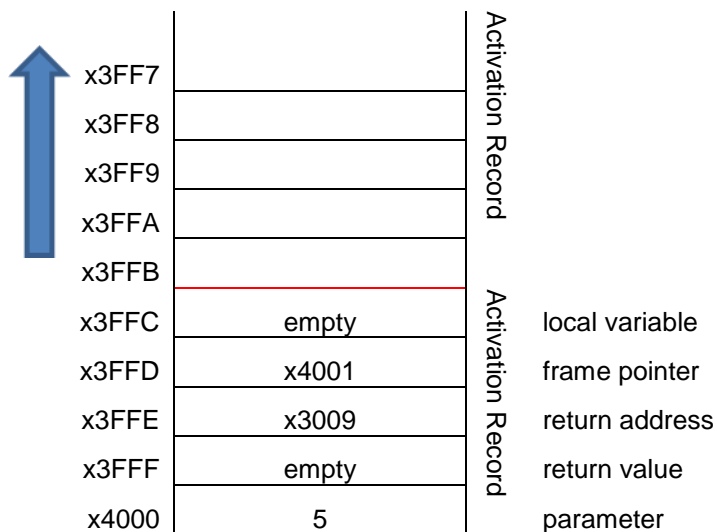 x3FF7
x3FF8
x3FF9
x3FFA
x3FFB
Activation Record
x3FFC empty local variable
x3FFD x4001 frame pointer
x3FFE x3009 return address
x3FFF empty return value
x4000 5 parameter
Activation Record